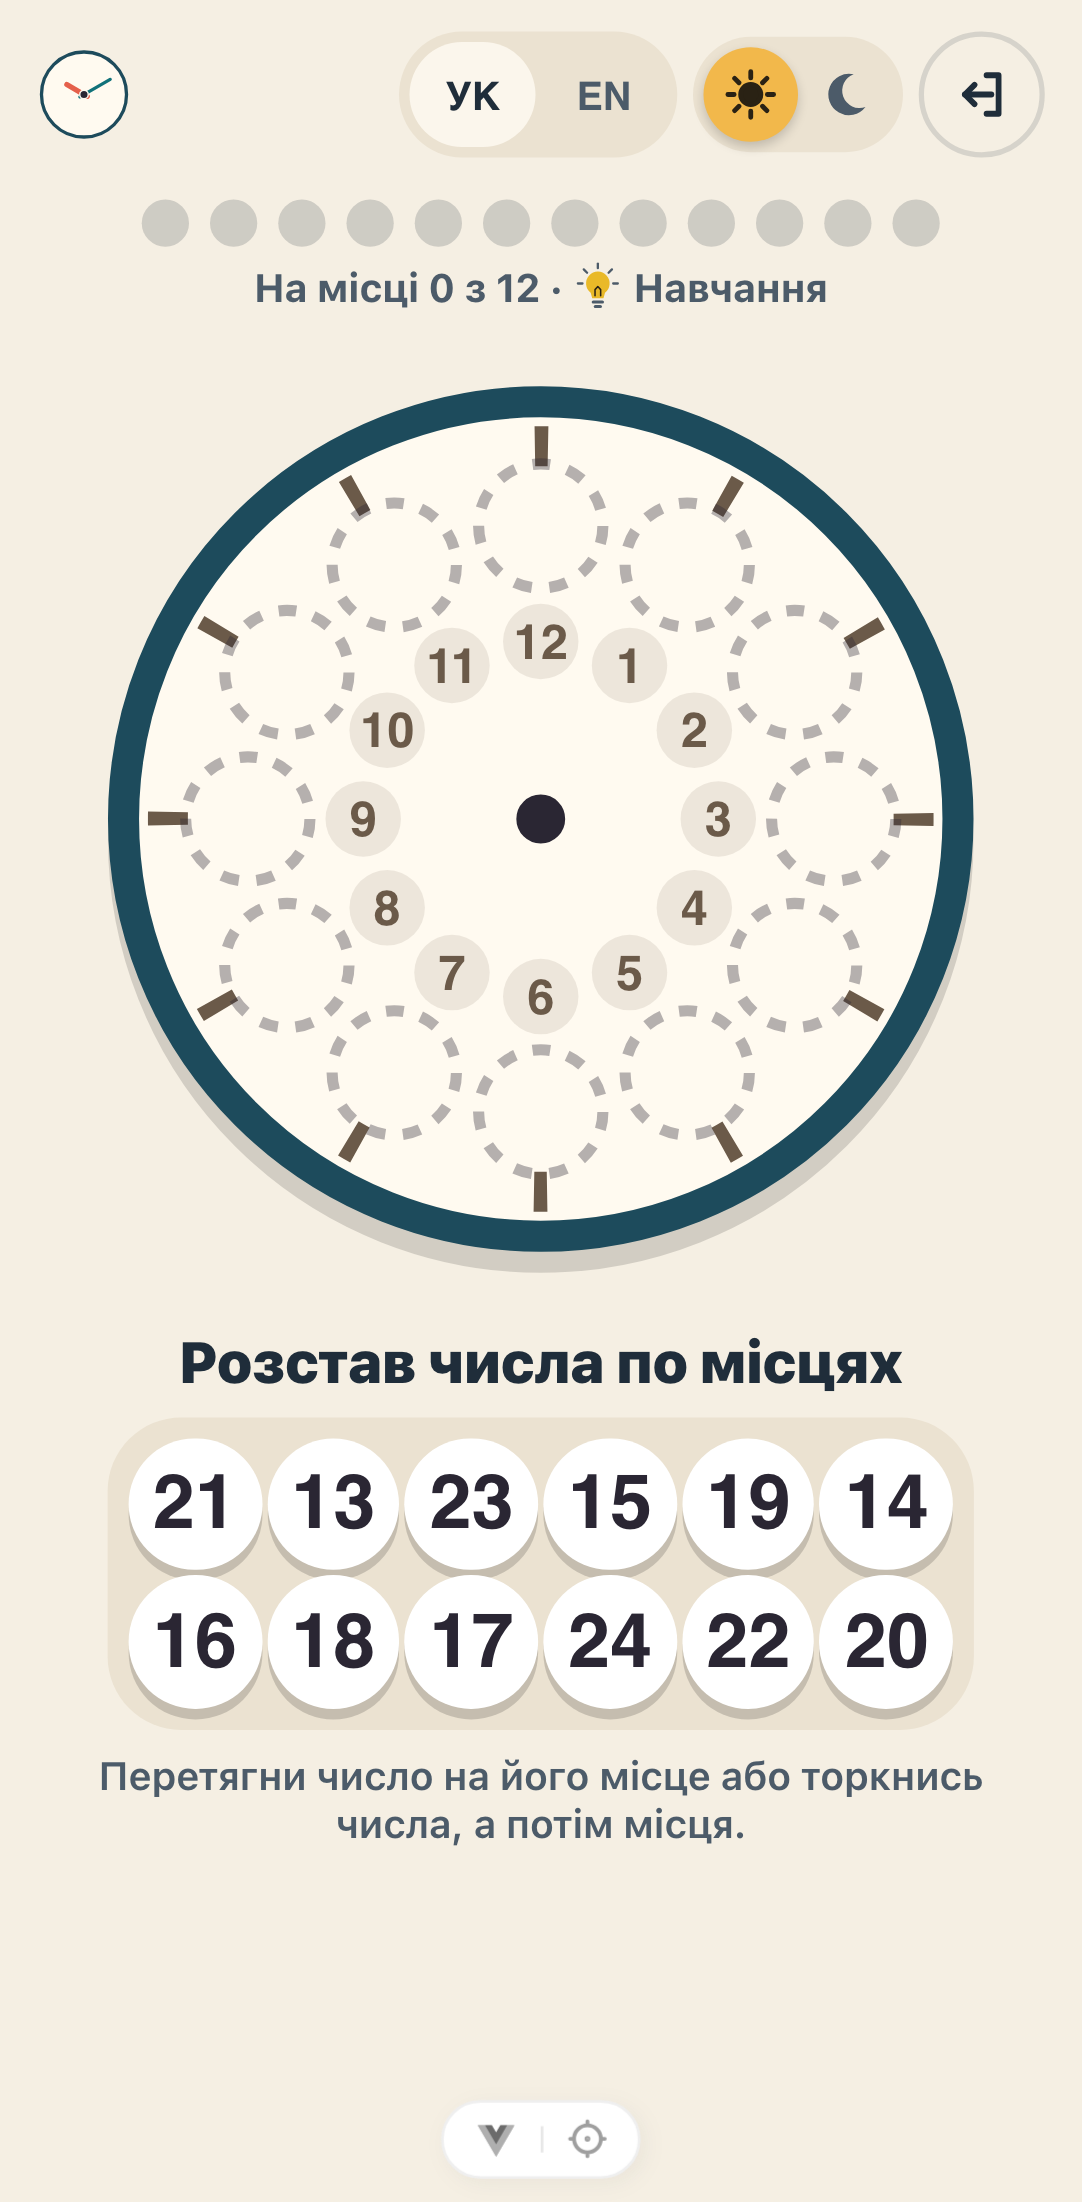 УК EN
На місці 0 з 12 · Навчання
12
11 1
10 2
9 3
8 4
7 5
6
Розстав числа по місцях
21 13 23 15 19 14
16 18 17 24 22 20
Перетягни число на його місце або торкнись
числа, а потім місця.